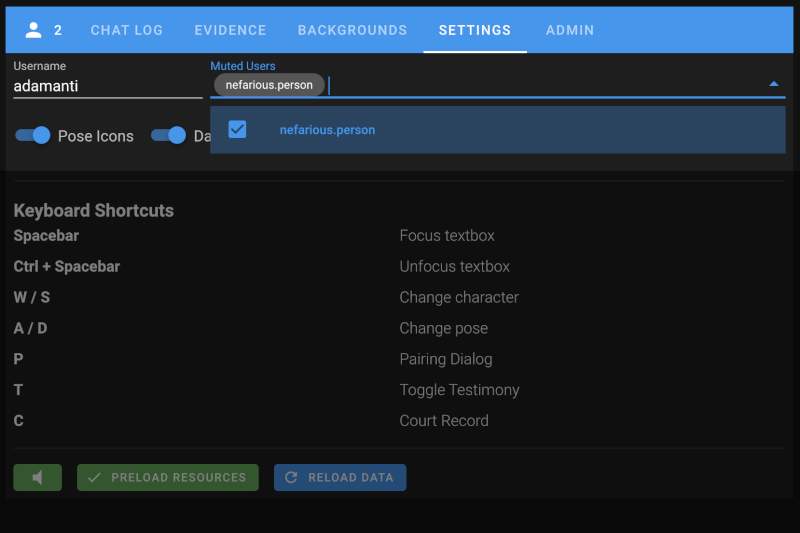 2 CHAT LOG EVIDENCE BACKGROUNDS SETTINGS ADMIN
Username Muted Users
adamanti nefarious.person
Pose Icons Da nefarious.person
Keyboard Shortcuts
Spacebar Focus textbox
Ctrl + Spacebar Unfocus textbox
W / S Change character
A / D Change pose
P Pairing Dialog
T Toggle Testimony
C Court Record
PRELOAD RESOURCES RELOAD DATA